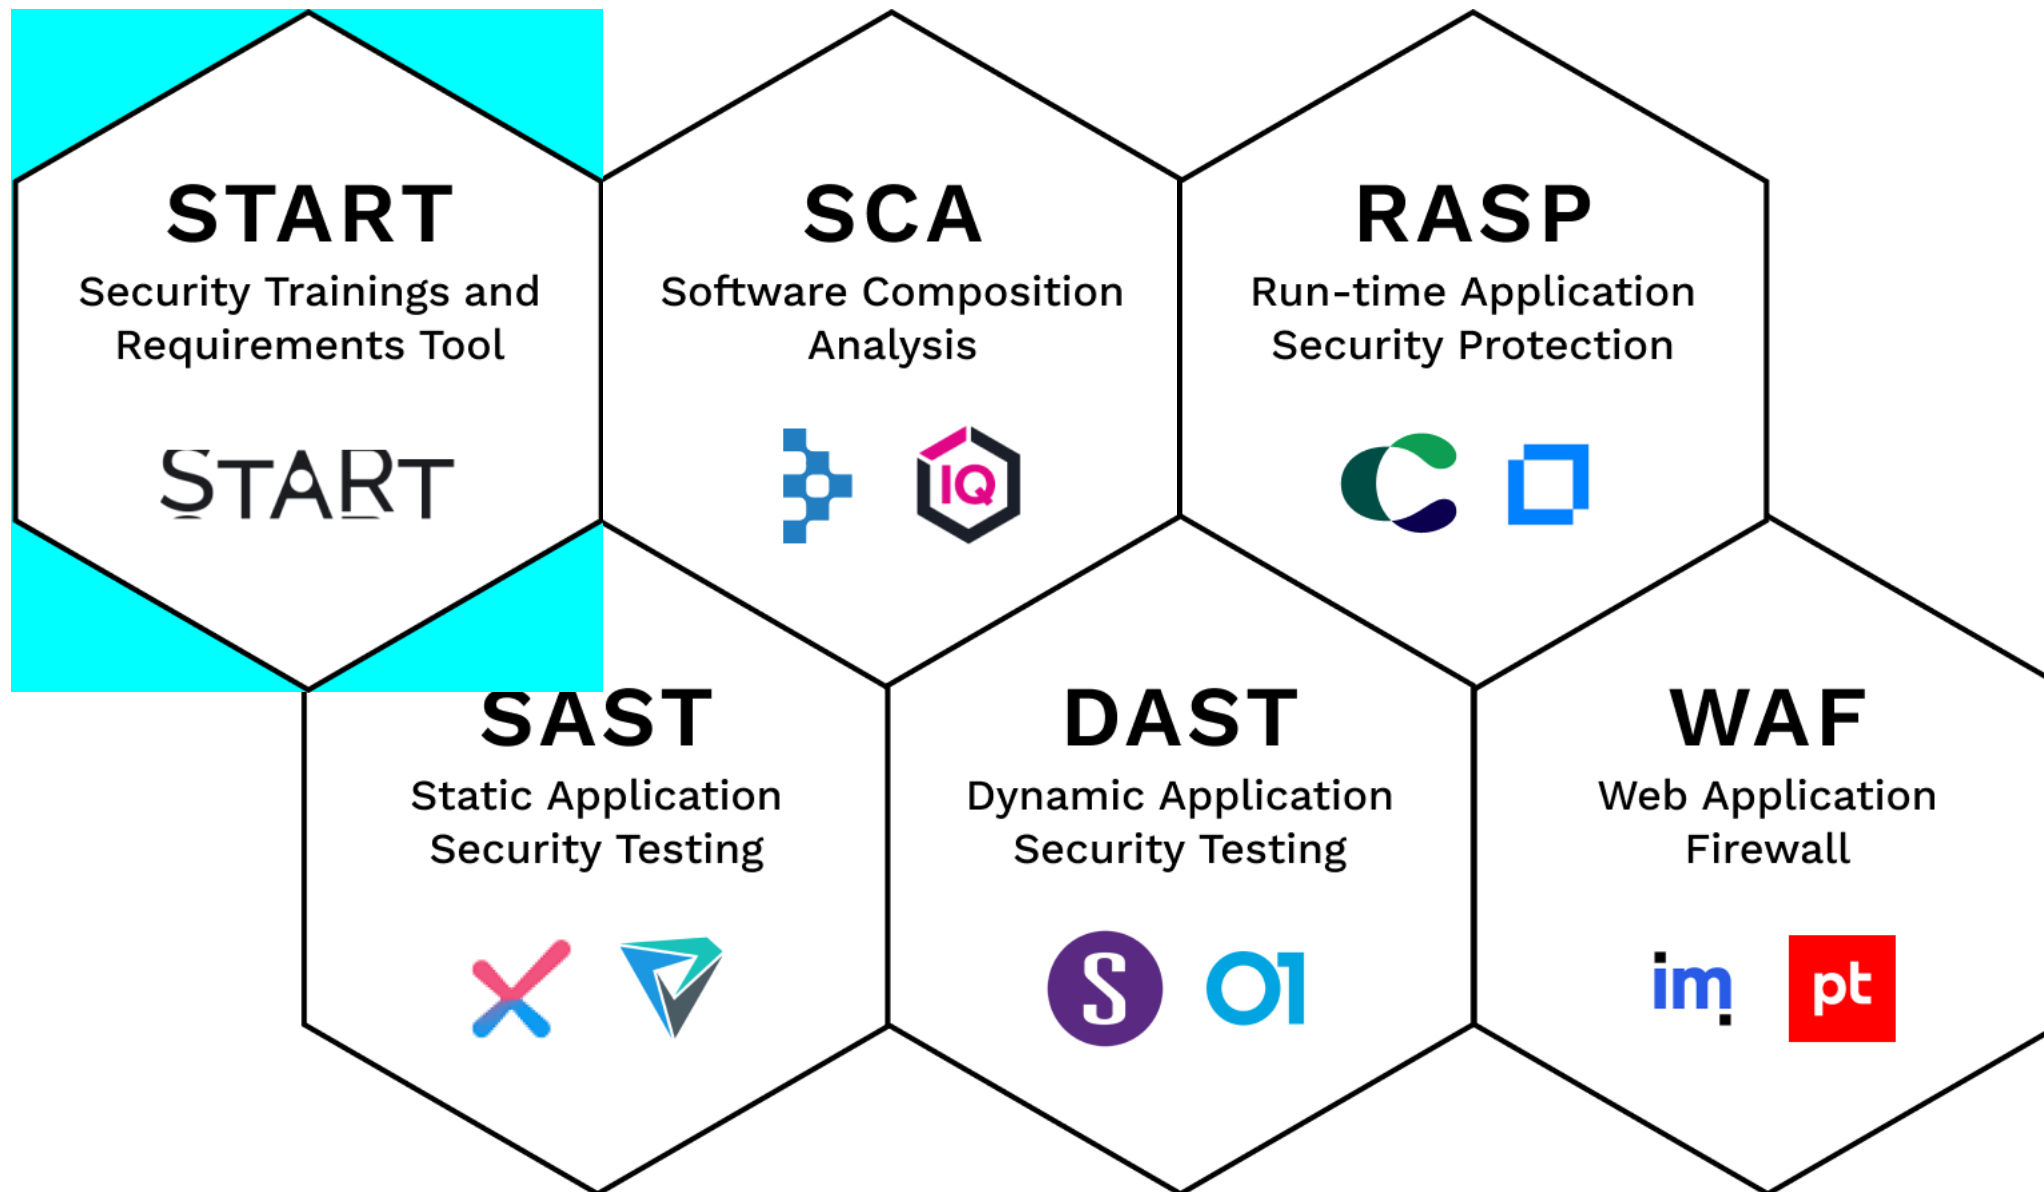 START
Security Trainings and
Requirements Tool
START
SCA
Software Composition
Analysis
IQ
RASP
Run-time Application
Security Protection
SAST
Static Application
Security Testing
DAST
Dynamic Application
Security Testing
S
01
WAF
Web Application
Firewall
im
pt